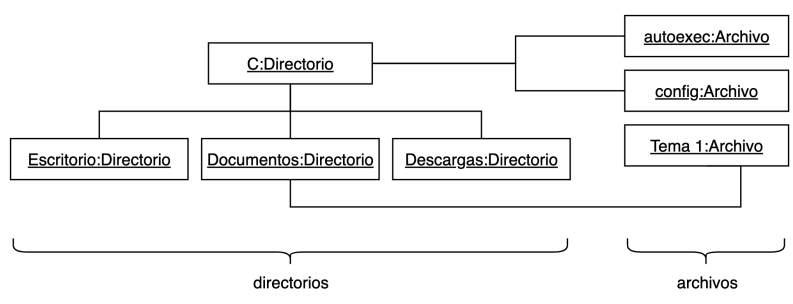 autoexec:Archivo
C:Directorio
config:Archivo
Escritorio:Directorio
Documentos:Directorio
Descargas:Directorio
Tema 1:Archivo
directorios
archivos